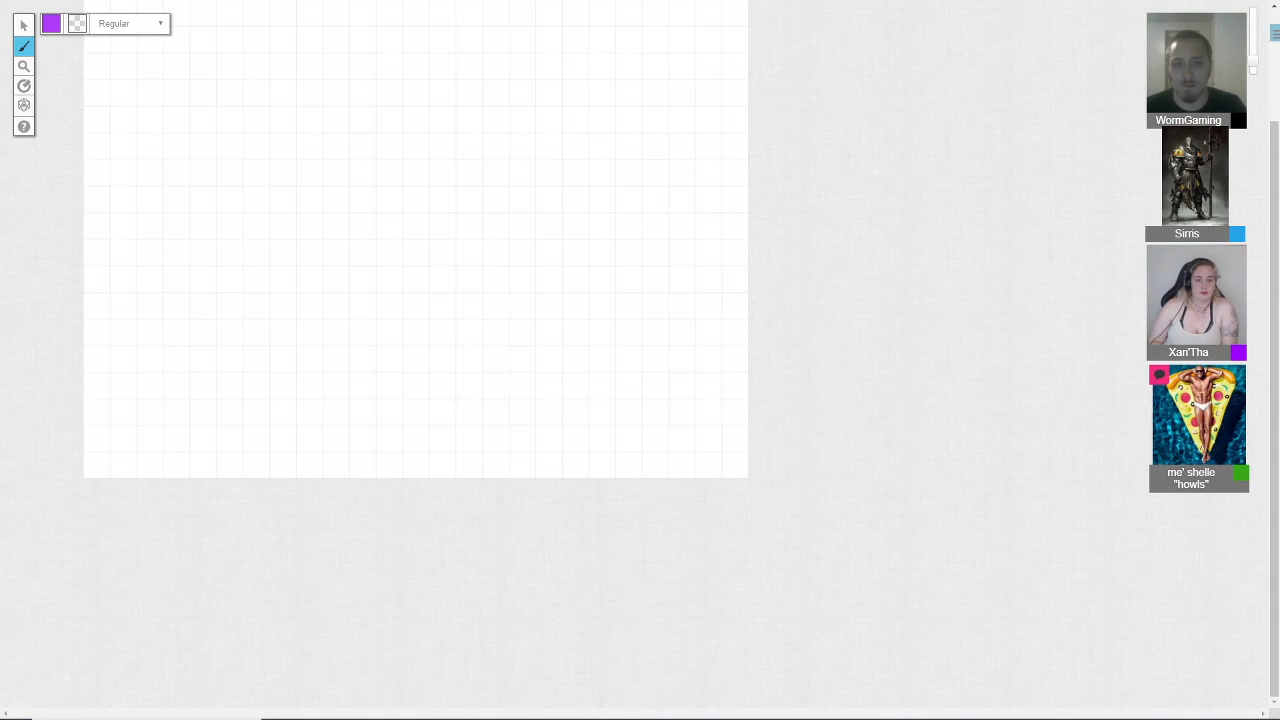 Regular
WormGaming
Sirris
Xan'Tha
me' shelle
"howls"